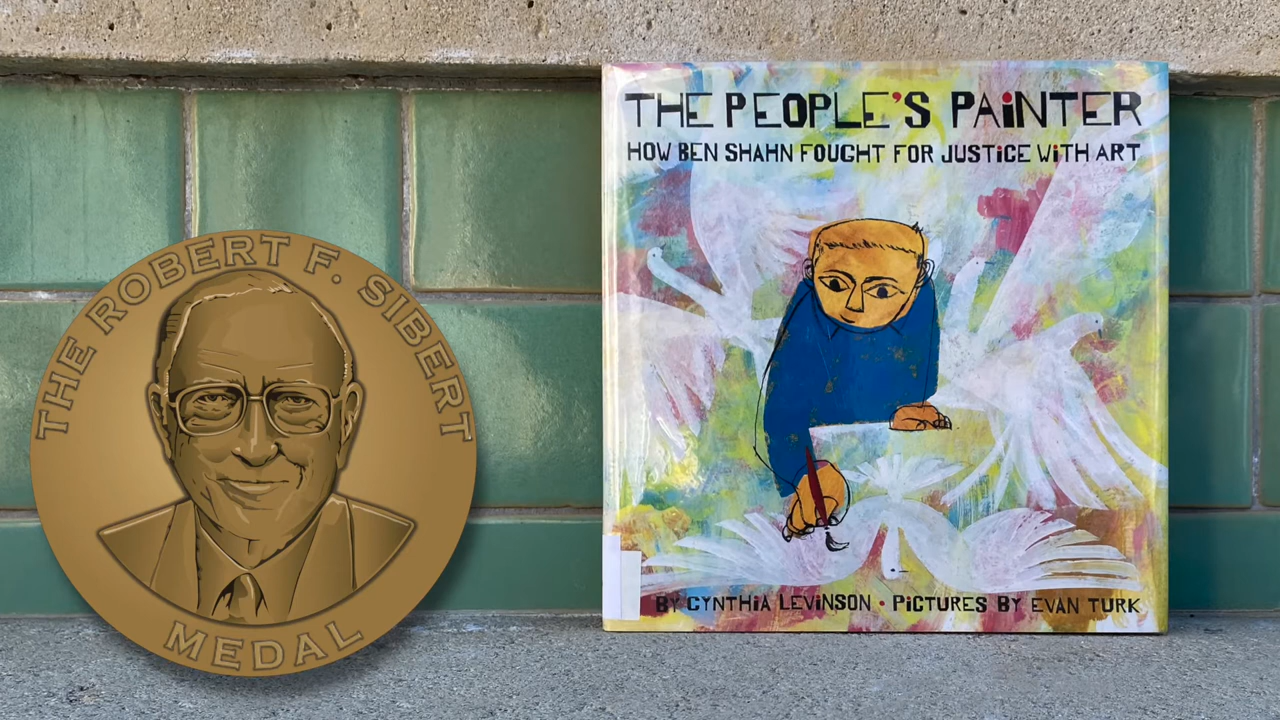 THE ROBERT F. SIBERT
MEDAL
THE PEOPLE'S PAiNTER
HOW BEN SHAHN FOUGHT FOR JUSTiCE WiTH ART
BY CYNTHiA LEViNSON • PiCTURES BY EVAN TURK